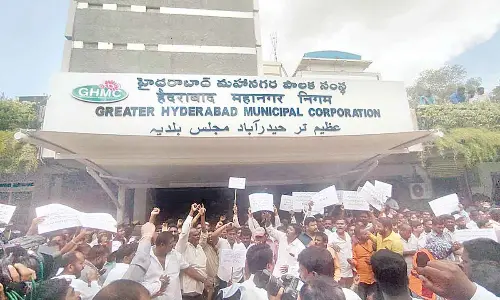 GHMC
హైదరాబాద్ మహానగర పాలక సంస్థ
हैदराबाद महानगर निगम
GREATER HYDERABAD MUNICIPAL CORPORATION
عظیم تر حیدرآباد مجلس بلدیہ